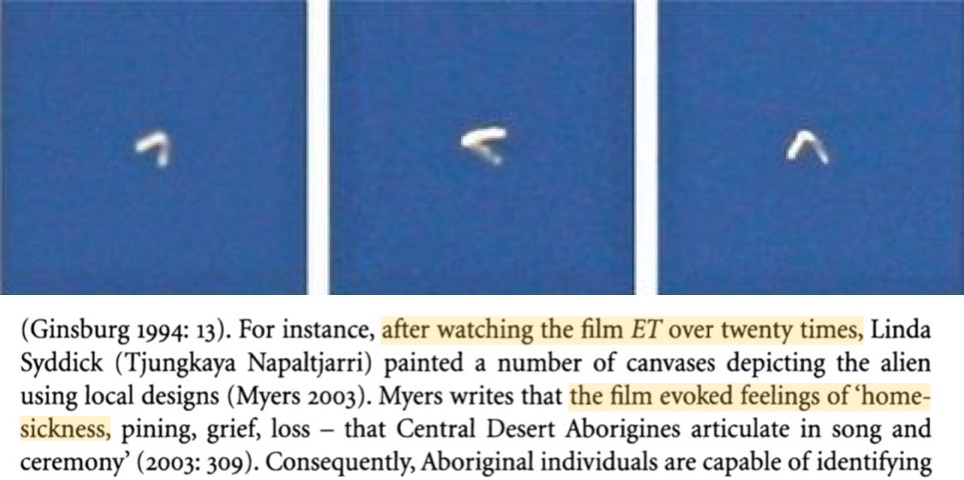 (Ginsburg 1994: 13). For instance, after watching the film ET over twenty times, Linda
Syddick (Tjungkaya Napaltjarri) painted a number of canvases depicting the alien
using local designs (Myers 2003). Myers writes that the film evoked feelings of ‘home-
sickness, pining, grief, loss – that Central Desert Aborigines articulate in song and
ceremony’ (2003: 309). Consequently, Aboriginal individuals are capable of identifying